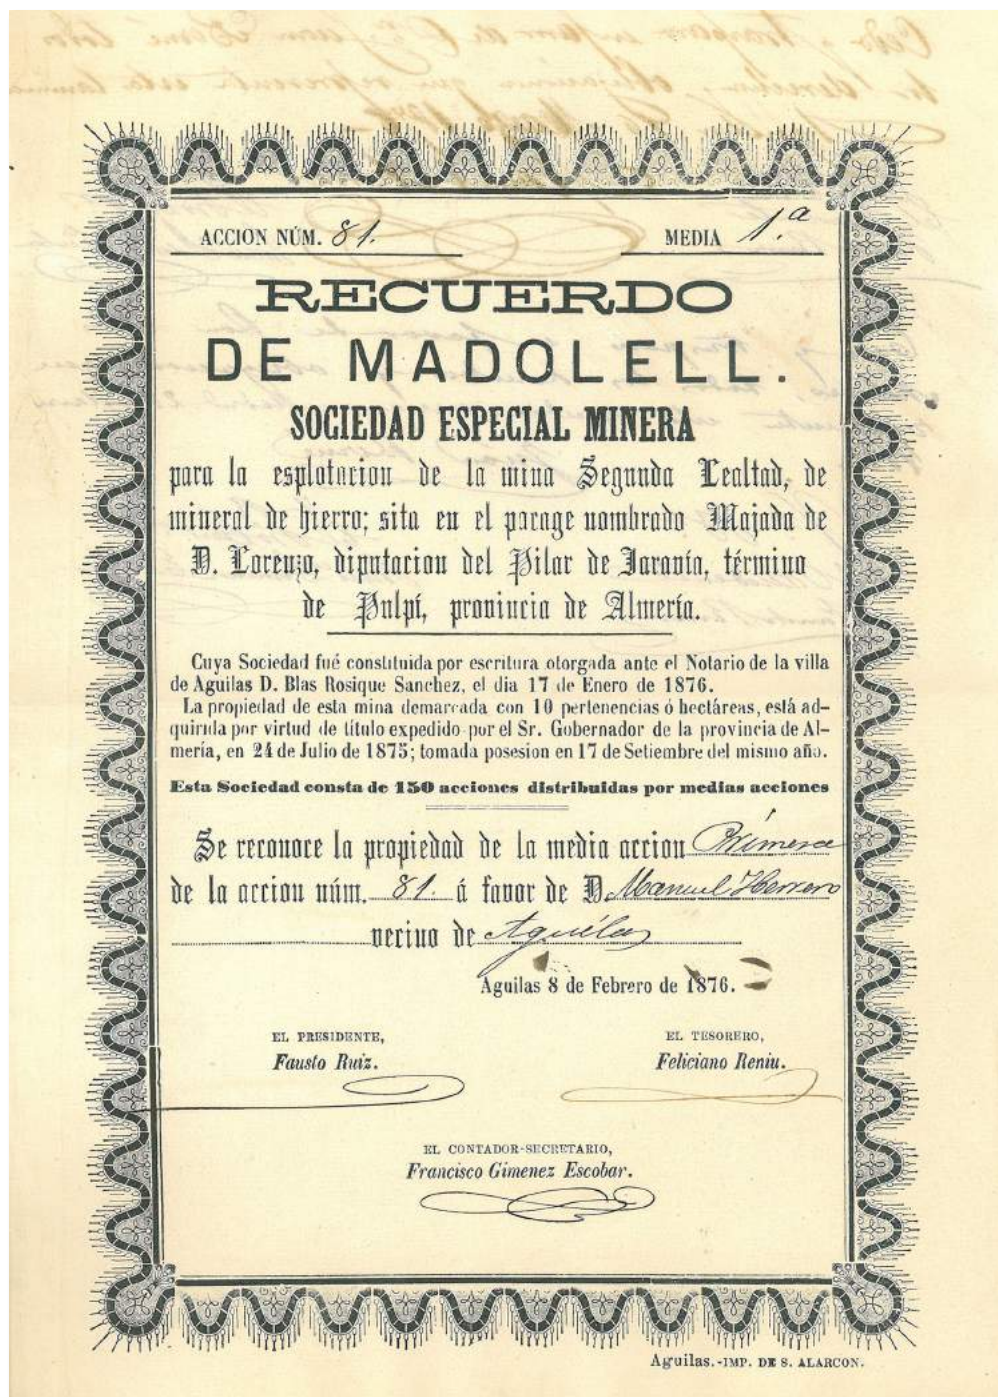 ACCION NÚM. 81.
MEDIA 1.ª
RECUERDO
DE MADOLELL.
SOCIEDAD ESPECIAL MINERA
para la esplotacion de la mina Segunda Lealtad, de
mineral de hierro; sita en el parage nombrado Majada de
D. Lorenzo, diputacion del Pilar de Jaravía, término
de Pulpí, provincia de Almería.
Cuya Sociedad fué constituida por escritura otorgada ante el Notario de la villa
de Aguilas D. Blas Rosique Sanchez, el dia 17 de Enero de 1876.
La propiedad de esta mina demarcada con 10 pertenencias ó hectáreas, está ad-
quirida por virtud de título expedido por el Sr. Gobernador de la provincia de Al-
mería, en 24 de Julio de 1875; tomada posesion en 17 de Setiembre del mismo año.
Esta Sociedad consta de 150 acciones distribuidas por medias acciones
Se reconoce la propiedad de la media accion Primera
de la accion núm. 81. á favor de D. Manuel Herrero
vecino de Aguilas
Aguilas 8 de Febrero de 1876.
EL PRESIDENTE,
Fausto Ruiz.
EL TESORERO,
Feliciano Reniu.
EL CONTADOR-SECRETARIO,
Francisco Gimenez Escobar.
Aguilas.-IMP. DE S. ALARCON.